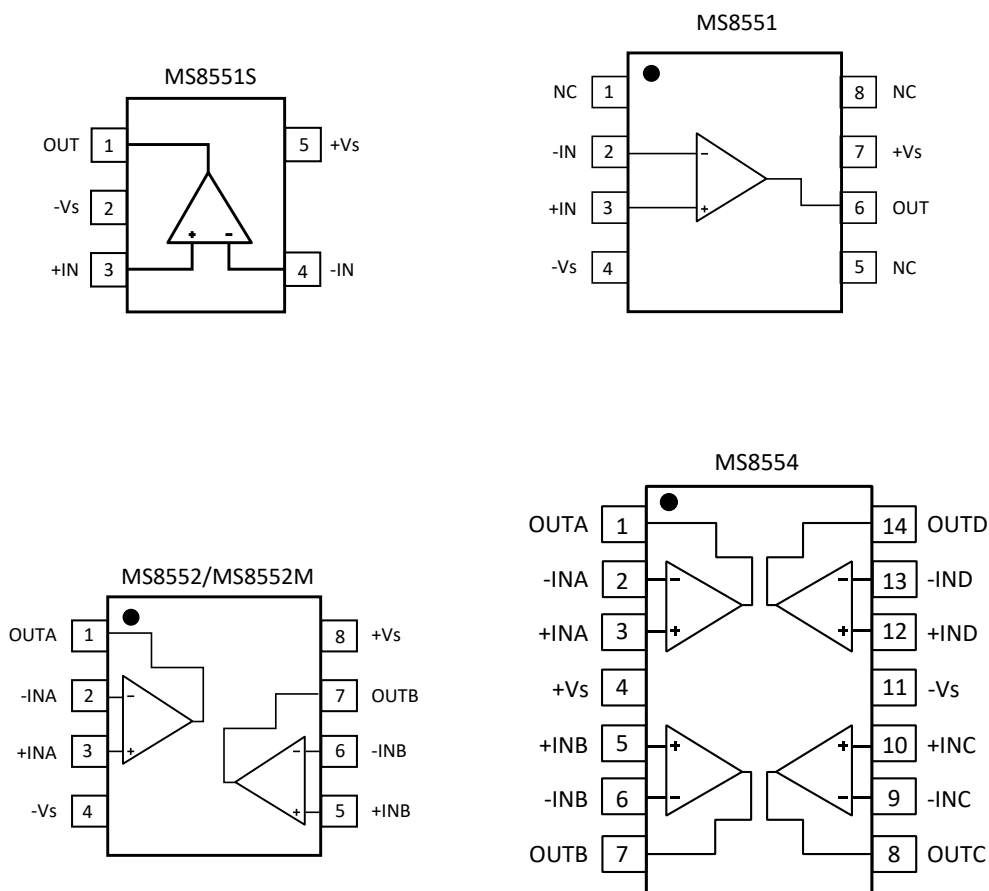 MS8551S
OUT 1 5 +Vs
-Vs 2
+IN 3 + - 4 -IN
MS8551
NC 1 8 NC
-IN 2 - 7 +Vs
+IN 3 + 6 OUT
-Vs 4 5 NC
MS8552/MS8552M
OUTA 1 8 +Vs
-INA 2 - 7 OUTB
+INA 3 + - 6 -INB
-Vs 4 + 5 +INB
MS8554
OUTA 1 14 OUTD
-INA 2 - - 13 -IND
+INA 3 + + 12 +IND
+Vs 4 11 -Vs
+INB 5 + + 10 +INC
-INB 6 - - 9 -INC
OUTB 7 8 OUTC